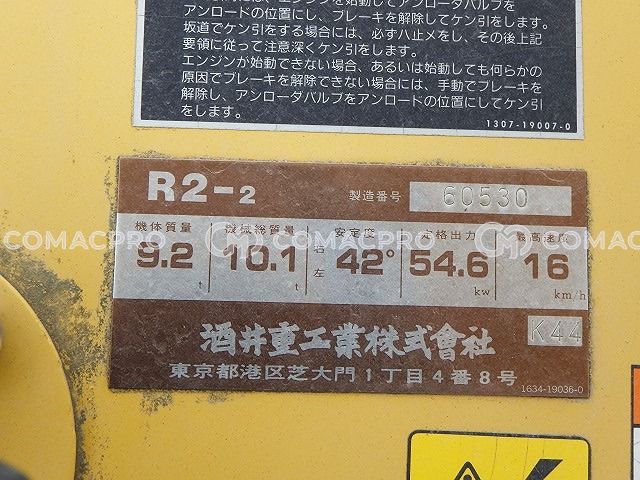 アンロードの位置にし、ブレーキを解除してケン引をします。
坂道でケン引をする場合には、必ずハ止メをし、その後上記
要領に従って注意深くケン引をします。
エンジンが始動できない場合、あるいは始動しても何らかの
原因でブレーキを解除できない場合には、手動でブレーキを
解除し、アンローダバルブをアンロードの位置にしてケン引
をします。
1307-19007-0
R2-2 製造番号 60530
機体質量 機械総質量 安定度 定格出力 最高速度
9.2 t 10.1 t 右 左 42° 54.6 kw 16 km/h
COMACPRO COMACPRO COMACPRO COMACPRO
K44
酒井重工業株式會社
東京都港区芝大門1丁目4番8号
1634-19036-0